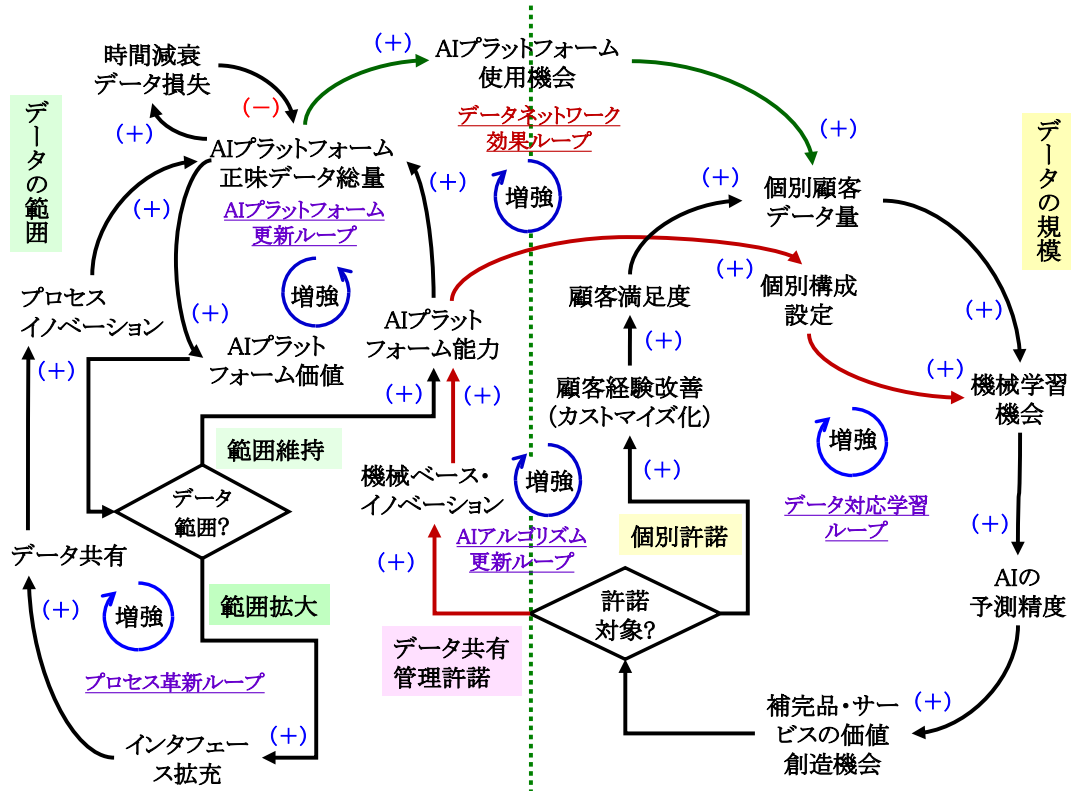 時間減衰
データ損失
(＋)
(－)
(＋)
AIプラットフォーム
使用機会
(＋)
データの範囲
データネットワーク
効果ループ
増強
AIプラットフォーム
正味データ総量
(＋)
(＋)
AIプラットフォーム
更新ループ
増強
(＋)
個別顧客
データ量
データの規模
(＋)
個別構成
設定
(＋)
プロセス
イノベーション
(＋)
AIプラット
フォーム価値
(＋)
AIプラット
フォーム能力
顧客満足度
(＋)
(＋)
(＋)
(＋)
(＋)
顧客経験改善
(カストマイズ化)
(＋)
機械学習
機会
増強
データ対応学習
ループ
範囲維持
データ
範囲?
機械ベース・
イノベーション
増強
(＋)
AIアルゴリズム
更新ループ
個別許諾
(＋)
データ共有
(＋)
範囲拡大
増強
プロセス革新ループ
(＋)
データ共有
管理許諾
許諾
対象?
AIの
予測精度
(＋)
インタフェー
ス拡充
(＋)
補完品・サー
ビスの価値
創造機会